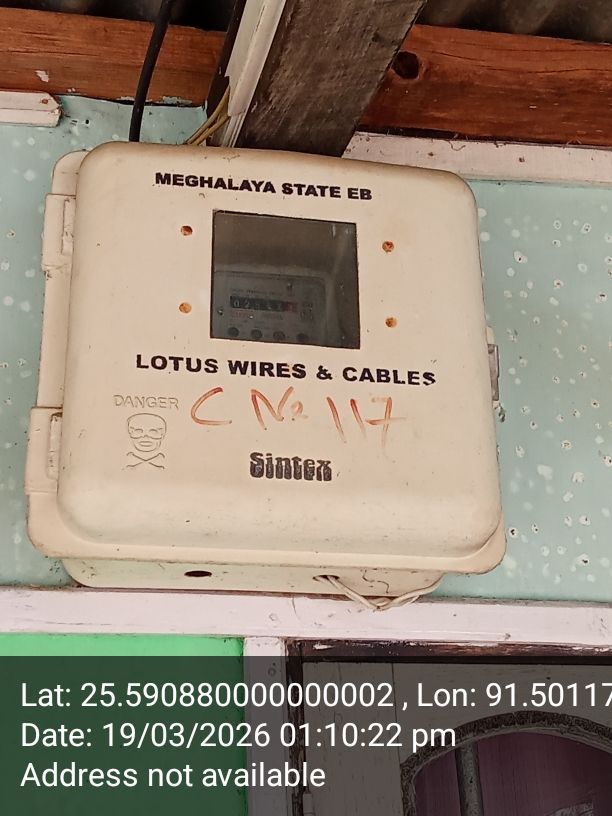 MEGHALAYA STATE EB
LOTUS WIRES & CABLES
DANGER
C No 117
Sintex
Lat: 25.590880000000002 , Lon: 91.50117
Date: 19/03/2026 01:10:22 pm
Address not available